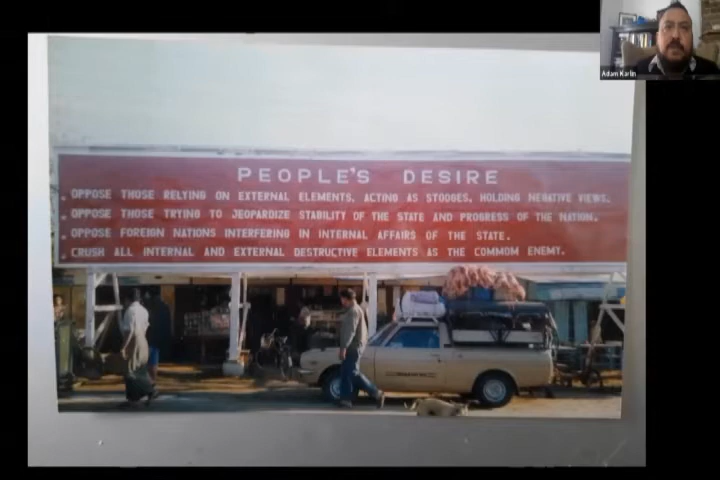 Adam Karlin
PEOPLE'S DESIRE
. OPPOSE THOSE RELYING ON EXTERNAL ELEMENTS, ACTING AS STOOGES, HOLDING NEGATIVE VIEWS.
. OPPOSE THOSE TRYING TO JEOPARDIZE STABILITY OF THE STATE AND PROGRESS OF THE NATION.
. OPPOSE FOREIGN NATIONS INTERFERING IN INTERNAL AFFAIRS OF THE STATE.
. CRUSH ALL INTERNAL AND EXTERNAL DESTRUCTIVE ELEMENTS AS THE COMMOM ENEMY.